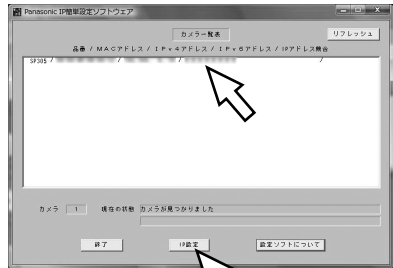 Panasonic IP簡単設定ソフトウェア
カメラ一覧表
リフレッシュ
品番 / MACアドレス / IPv4アドレス / IPv6アドレス / IPアドレス競合
SP305 / / / /
カメラ 1 現在の状態 カメラが見つかりました
終了 IP設定 設定ソフトについて